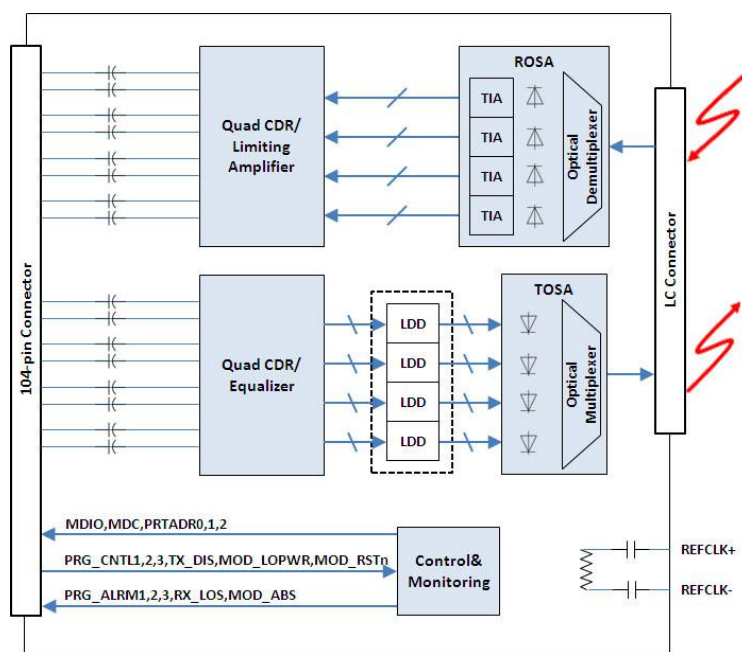 ROSA
Quad CDR/
Limiting
Amplifier
TIA
TIA
TIA
TIA
Optical
Demultiplexer
104-pin Connector
LC Connector
TOSA
Quad CDR/
Equalizer
LDD
LDD
LDD
LDD
Optical
Multiplexer
MDIO,MDC,PRTADR0,1,2
PRG_CNTL1,2,3,TX_DIS,MOD_LOPWR,MOD_RSTn
PRG_ALRM1,2,3,RX_LOS,MOD_ABS
Control&
Monitoring
REFCLK+
REFCLK-